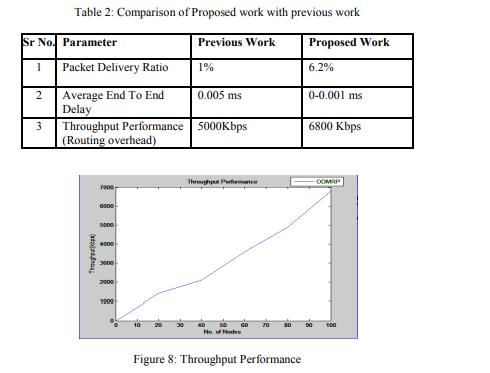 Table 2: Comparison of Proposed work with previous work
Sr No. Parameter Previous Work Proposed Work
1 Packet Delivery Ratio 1% 6.2%
2 Average End To End Delay 0.005 ms 0-0.001 ms
3 Throughput Performance (Routing overhead) 5000Kbps 6800 Kbps
Throughput Performance
ODMRP
7000
6000
5000
4000
3000
2000
1000
0
Throughput(kbps)
0 10 20 30 40 50 60 70 80 90 100
No. of Nodes
Figure 8: Throughput Performance